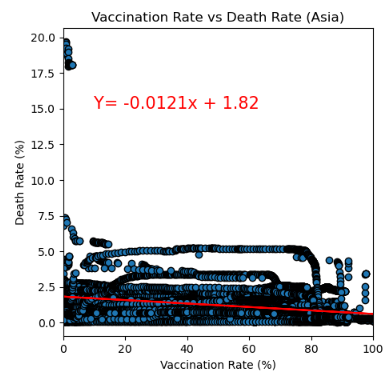 Vaccination Rate vs Death Rate (Asia)
20.0
17.5
15.0
12.5
10.0
7.5
5.0
2.5
0.0
Death Rate (%)
Y= -0.0121x + 1.82
0 20 40 60 80 100
Vaccination Rate (%)